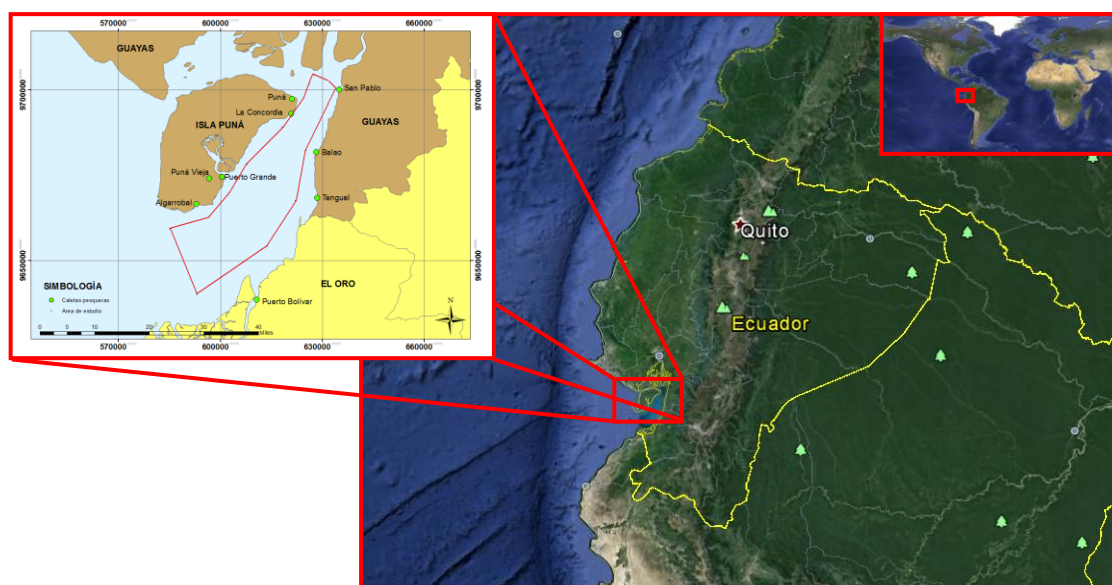 570000
600000
630000
660000
GUAYAS
9700000
9700000
Puná
San Pablo
La Concordia
ISLA PUNÁ
GUAYAS
Balao
Puná Vieja
Puerto Grande
Algarrobal
Tenguel
9650000
9650000
EL ORO
SIMBOLOGÌA
Caletas pesqueras
Area de estudio
Puerto Bolívar
N
0 5 10 20 30 40
Miles
570000
600000
630000
660000
Quito
Ecuador